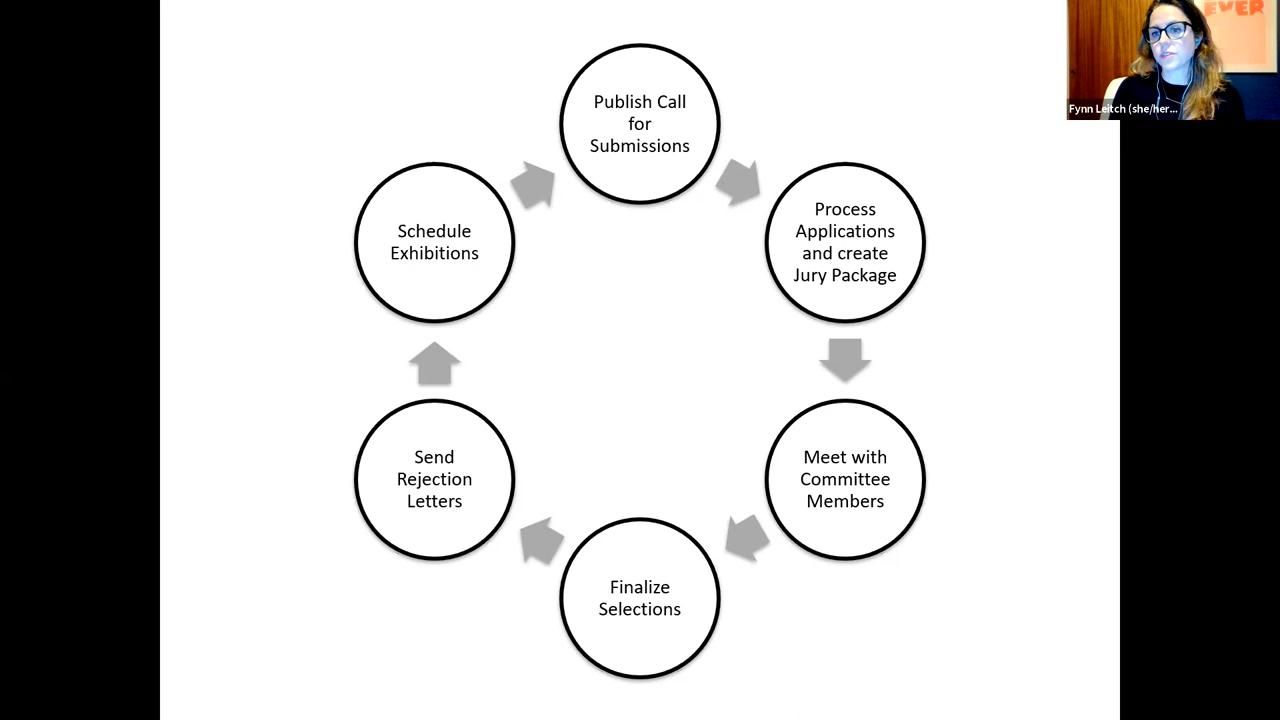 Publish Call
for
Submissions
Process
Applications
and create
Jury Package
Meet with
Committee
Members
Finalize
Selections
Send
Rejection
Letters
Schedule
Exhibitions
EVER
Fynn Leitch (she/her...